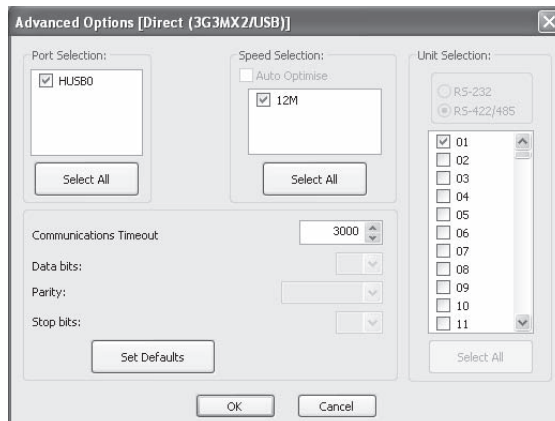 Advanced Options [Direct (3G3MX2/USB)]
Port Selection:
HUSB0
Select All
Speed Selection:
Auto Optimise
12M
Select All
Unit Selection:
RS-232
RS-422/485
01
02
03
04
05
06
07
08
09
10
11
Select All
Communications Timeout
3000
Data bits:
Parity:
Stop bits:
Set Defaults
OK
Cancel